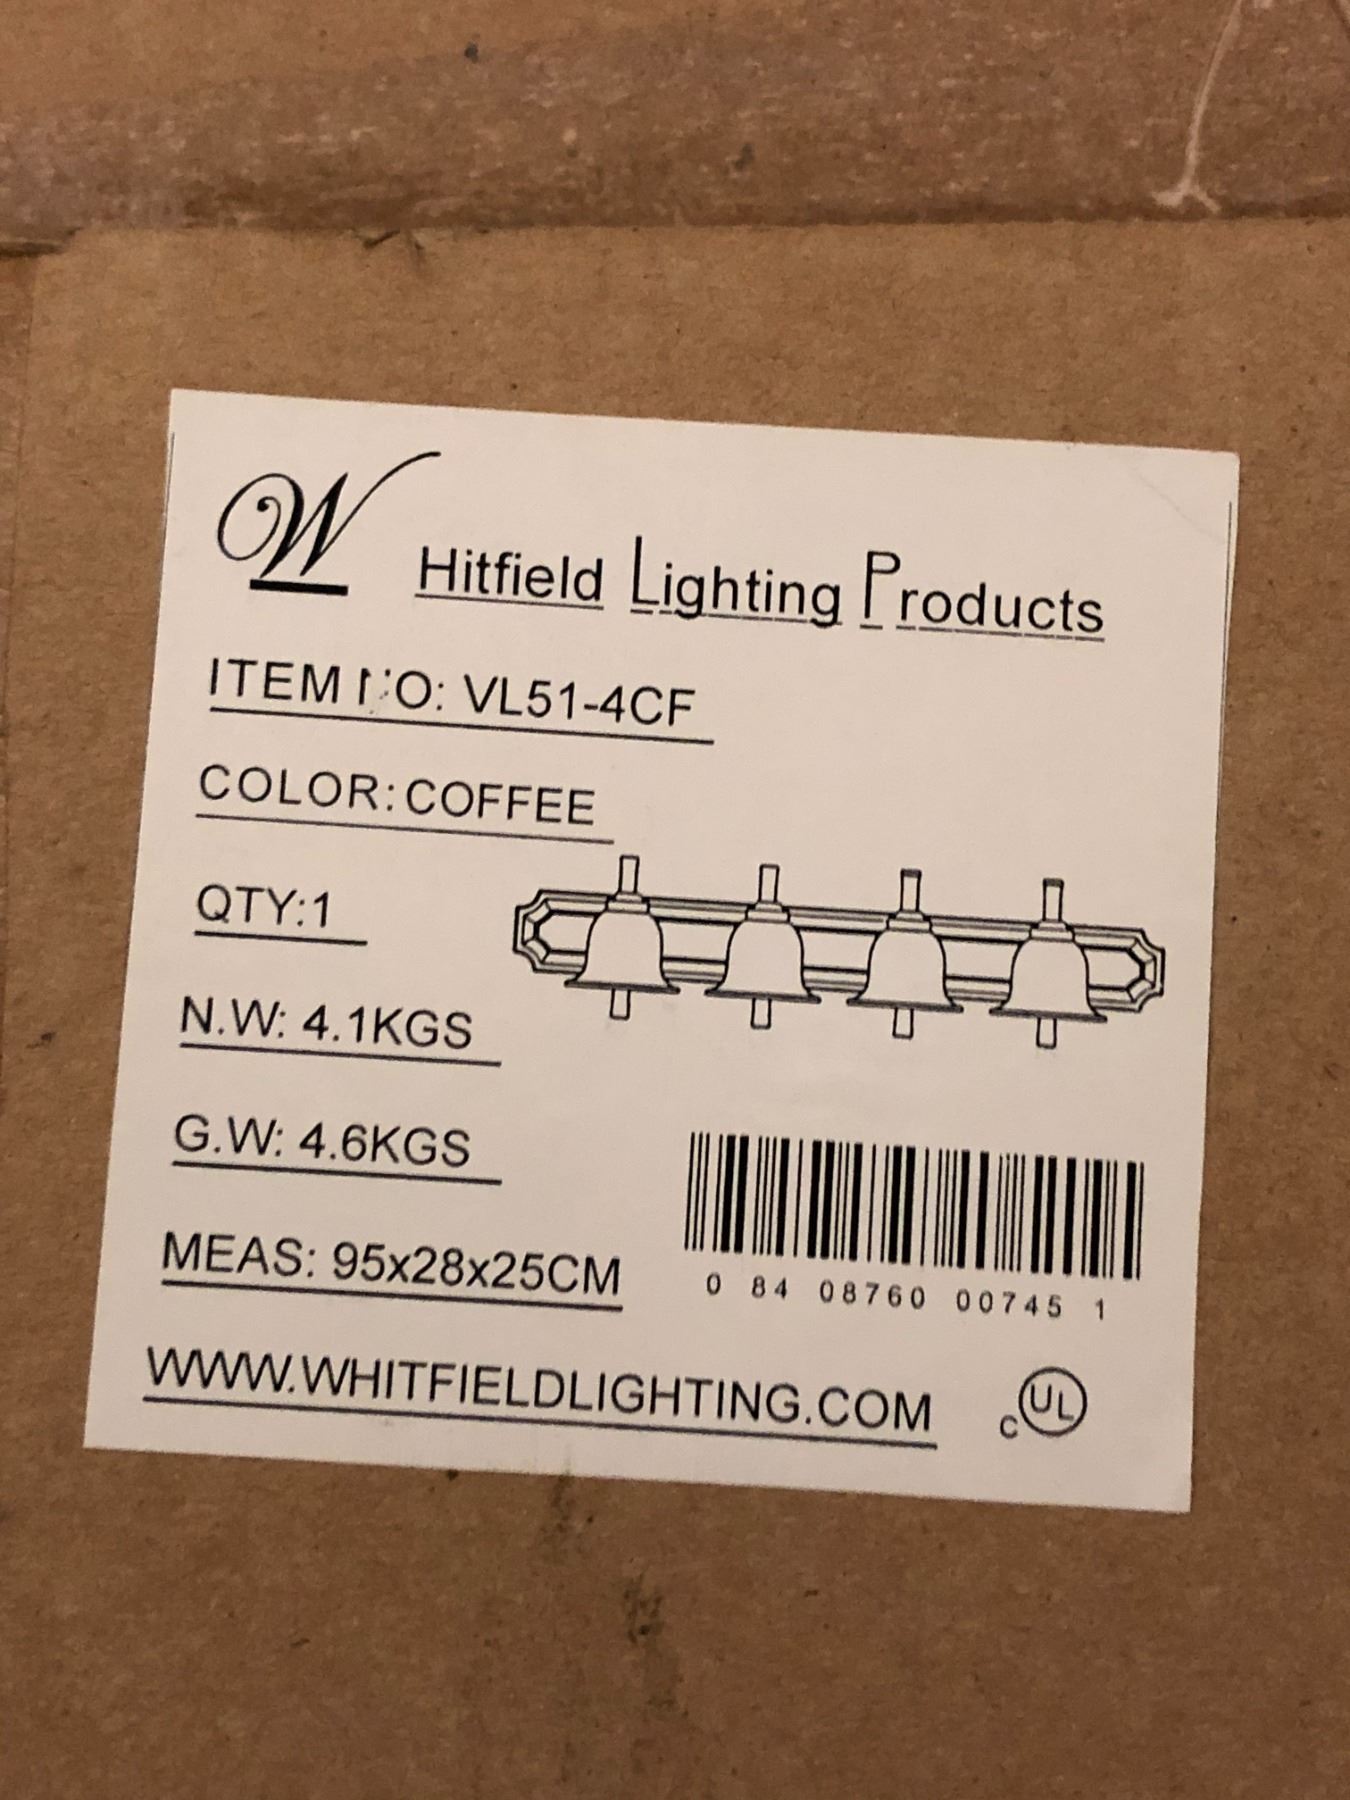 W Hitfield Lighting Products
ITEM NO: VL51-4CF
COLOR:COFFEE
QTY:1
N.W: 4.1KGS
G.W: 4.6KGS
MEAS: 95x28x25CM
0 84 08760 00745 1
WWW.WHITFIELDLIGHTING.COM
c UL